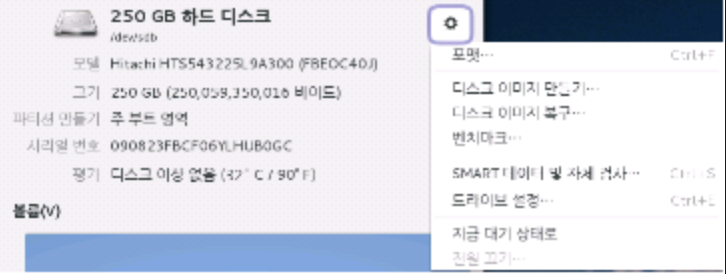 250 GB 하드 디스크
/dev/sdb
모델 Hitachi HTS543225L9A300 (FBEOC40J)
크기 250 GB (250,059,350,016 바이트)
파티션 만들기 주 부트 영역
시리얼 번호 090823FBCF06YLHUB0GC
평가 디스크 이상 없음 (32° C / 90° F)
볼륨(V)
포맷… Ctrl+F
디스크 이미지 만들기…
디스크 이미지 복구…
벤치마크…
SMART 데이터 및 자체 검사… Ctrl+S
드라이브 설정… Ctrl+E
지금 대기 상태로
전원 끄기…